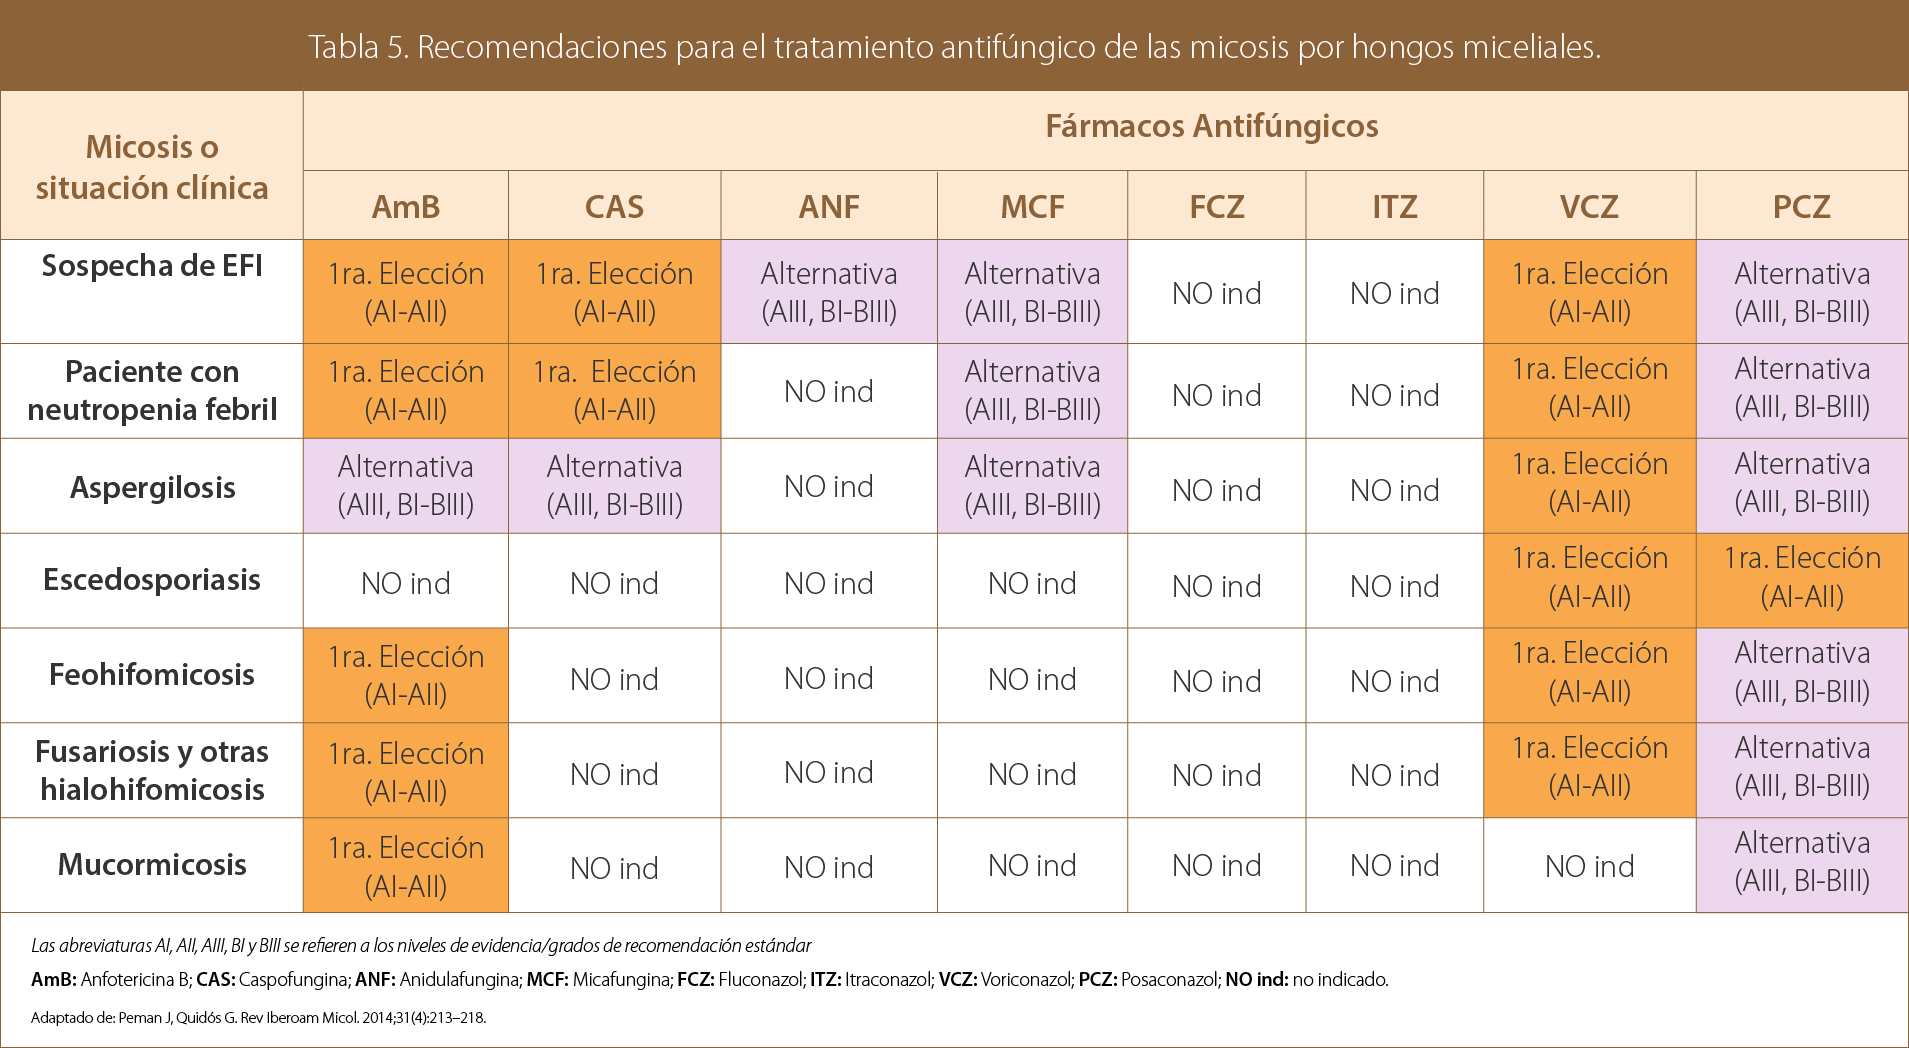 Tabla 5. Recomendaciones para el tratamiento antifúngico de las micosis por hongos miceliales.
Micosis o
situación clínica
Fármacos Antifúngicos
AmB CAS ANF MCF FCZ ITZ VCZ PCZ
Sospecha de EFI
1ra. Elección 1ra. Elección Alternativa Alternativa NO ind NO ind 1ra. Elección Alternativa
(AI-AII) (AI-AII) (AIII, BI-BIII) (AIII, BI-BIII) (AI-AII) (AIII, BI-BIII)
Paciente con
neutropenia febril
1ra. Elección 1ra. Elección NO ind Alternativa NO ind NO ind 1ra. Elección Alternativa
(AI-AII) (AI-AII) (AIII, BI-BIII) (AI-AII) (AIII, BI-BIII)
Aspergilosis
Alternativa Alternativa NO ind Alternativa NO ind NO ind 1ra. Elección Alternativa
(AIII, BI-BIII) (AIII, BI-BIII) (AIII, BI-BIII) (AI-AII) (AIII, BI-BIII)
Escedosporiasis
NO ind NO ind NO ind NO ind NO ind NO ind 1ra. Elección 1ra. Elección
(AI-AII) (AI-AII)
Feohifomicosis
1ra. Elección NO ind NO ind NO ind NO ind NO ind 1ra. Elección Alternativa
(AI-AII) (AI-AII) (AIII, BI-BIII)
Fusariosis y otras
hialohifomicosis
1ra. Elección NO ind NO ind NO ind NO ind NO ind 1ra. Elección Alternativa
(AI-AII) (AI-AII) (AIII, BI-BIII)
Mucormicosis
1ra. Elección NO ind NO ind NO ind NO ind NO ind NO ind Alternativa
(AI-AII) (AIII, BI-BIII)
Las abreviaturas AI, AII, AIII, BI y BIII se refieren a los niveles de evidencia/grados de recomendación estándar
AmB: Anfotericina B; CAS: Caspofungina; ANF: Anidulafungina; MCF: Micafungina; FCZ: Fluconazol; ITZ: Itraconazol; VCZ: Voriconazol; PCZ: Posaconazol; NO ind: no indicado.
Adaptado de: Peman J, Quidós G. Rev Iberoam Micol. 2014;31(4):213–218.